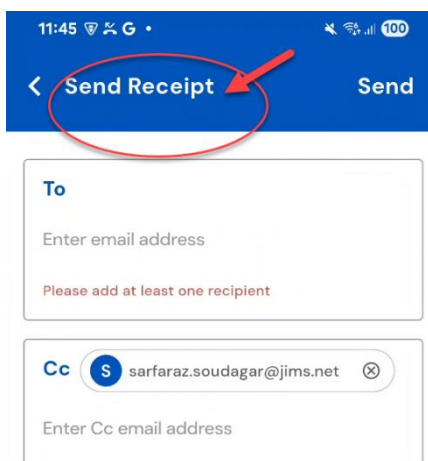 11:45 G •
100
Send Receipt Send
To
Enter email address
Please add at least one recipient
Cc S sarfaraz.soudagar@jims.net
Enter Cc email address